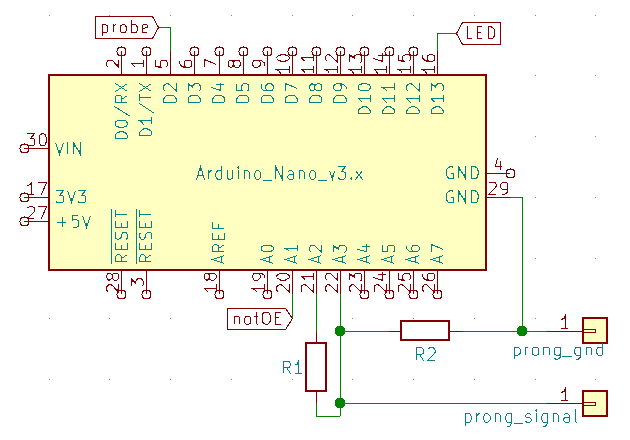 probe
LED
2 1 5 6 7 8 9 10 11 12 13 14 15 16
D0/RX D1/TX D2 D3 D4 D5 D6 D7 D8 D9 D10 D11 D12 D13
30 VIN
Arduino_Nano_v3.x
GND 4
17 3V3
GND 29
27 +5V
RESET RESET AREF A0 A1 A2 A3 A4 A5 A6 A7
28 3 18 19 20 21 22 23 24 25 26
notOE
1
R2
prong_gnd
R1
1
prong_signal